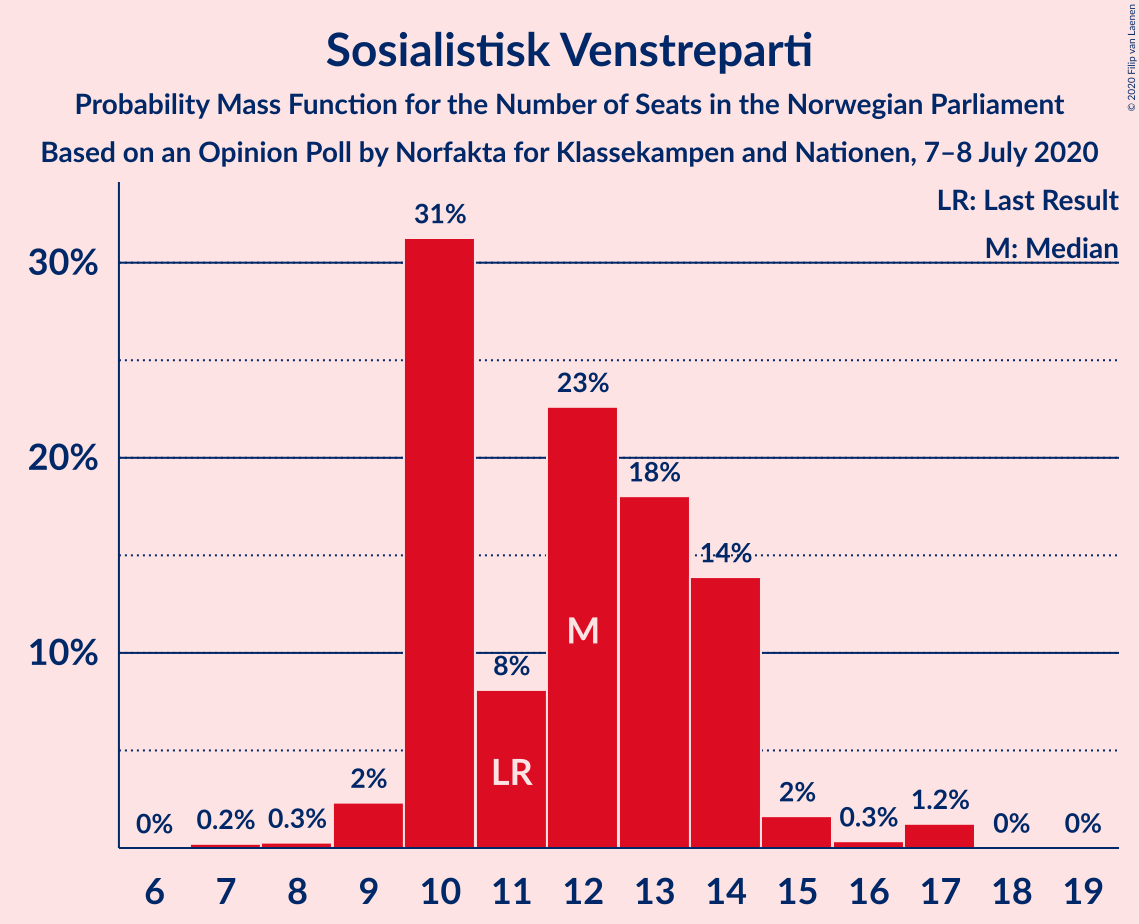 Sosialistisk Venstreparti
Probability Mass Function for the Number of Seats in the Norwegian Parliament
Based on an Opinion Poll by Norfakta for Klassekampen and Nationen, 7–8 July 2020
© 2020 Filip van Laenen
LR: Last Result
M: Median
30%
20%
10%
0%
0.2%
0.3%
2%
31%
8%
23%
18%
14%
2%
0.3%
1.2%
0%
0%
LR
M
6 7 8 9 10 11 12 13 14 15 16 17 18 19